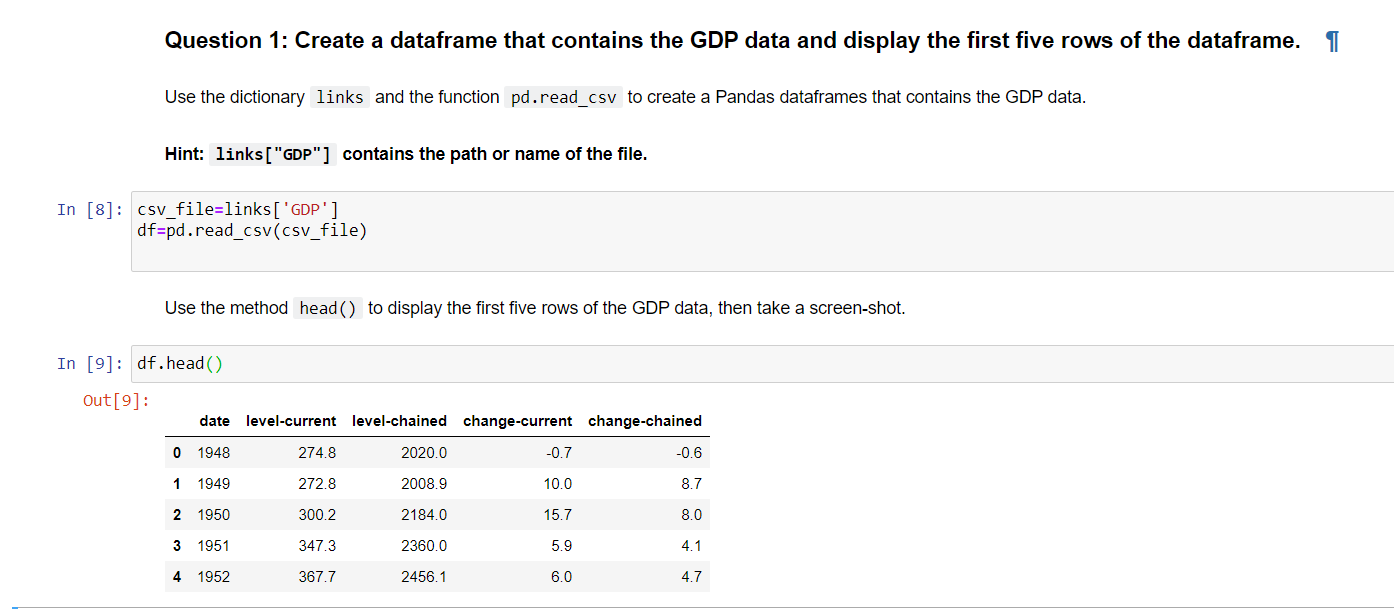 Question 1: Create a dataframe that contains the GDP data and display the first five rows of the dataframe. ¶
Use the dictionary links and the function pd.read_csv to create a Pandas dataframes that contains the GDP data.
Hint: links["GDP"] contains the path or name of the file.
In [8]: csv_file=links['GDP']
df=pd.read_csv(csv_file)
Use the method head() to display the first five rows of the GDP data, then take a screen-shot.
In [9]: df.head()
Out[9]:
date level-current level-chained change-current change-chained
0 1948 274.8 2020.0 -0.7 -0.6
1 1949 272.8 2008.9 10.0 8.7
2 1950 300.2 2184.0 15.7 8.0
3 1951 347.3 2360.0 5.9 4.1
4 1952 367.7 2456.1 6.0 4.7